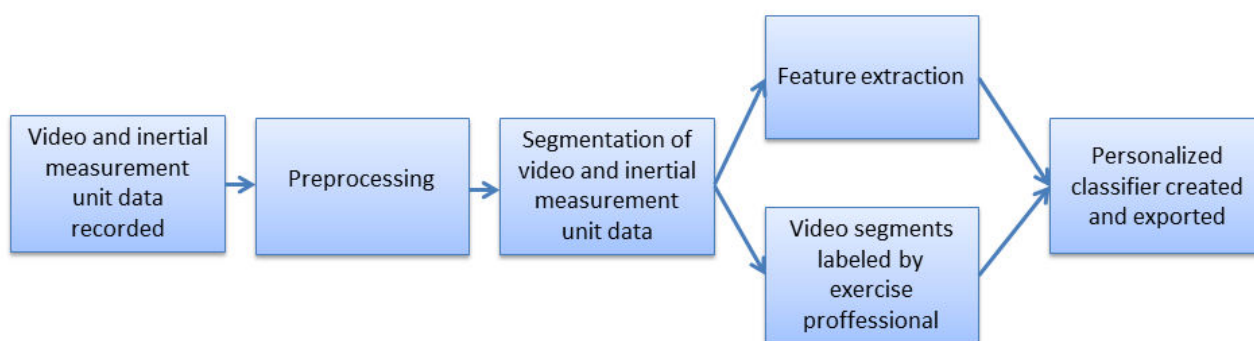 Video and inertial
measurement
unit data
recorded
Preprocessing
Segmentation of
video and inertial
measurement
unit data
Feature extraction
Video segments
labeled by
exercise
proffessional
Personalized
classifier created
and exported